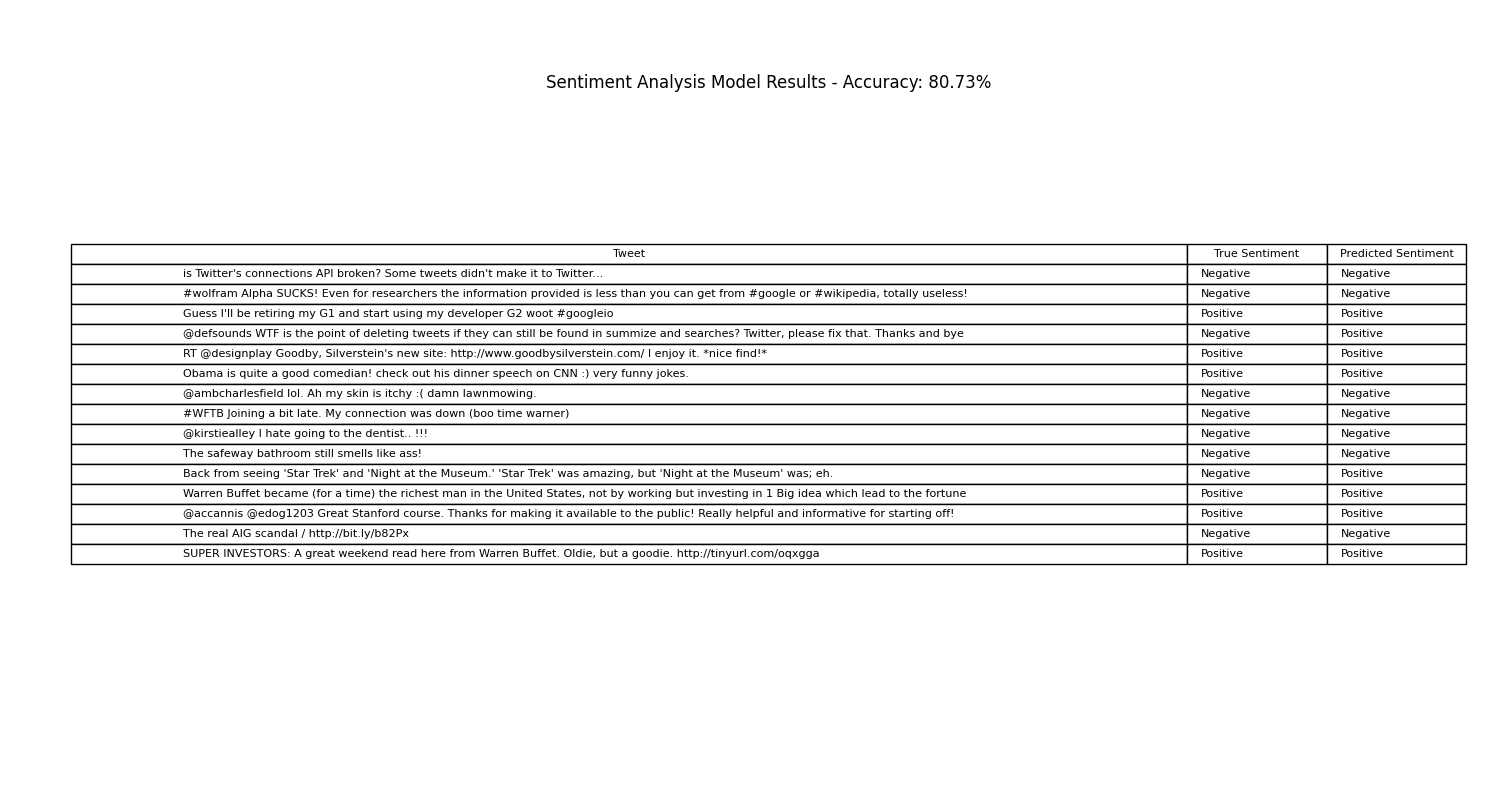 Sentiment Analysis Model Results - Accuracy: 80.73%
Tweet True Sentiment Predicted Sentiment
is Twitter's connections API broken? Some tweets didn't make it to Twitter... Negative Negative
#wolfram Alpha SUCKS! Even for researchers the information provided is less than you can get from #google or #wikipedia, totally useless! Negative Negative
Guess I'll be retiring my G1 and start using my developer G2 woot #googleio Positive Positive
@defsounds WTF is the point of deleting tweets if they can still be found in summize and searches? Twitter, please fix that. Thanks and bye Negative Positive
RT @designplay Goodby, Silverstein's new site: http://www.goodbysilverstein.com/ I enjoy it. *nice find!* Positive Positive
Obama is quite a good comedian! check out his dinner speech on CNN :) very funny jokes. Positive Positive
@ambcharlesfield lol. Ah my skin is itchy :( damn lawnmowing. Negative Negative
#WFTB Joining a bit late. My connection was down (boo time warner) Negative Negative
@kirstiealley I hate going to the dentist.. !!! Negative Negative
The safeway bathroom still smells like ass! Negative Negative
Back from seeing 'Star Trek' and 'Night at the Museum.' 'Star Trek' was amazing, but 'Night at the Museum' was; eh. Negative Positive
Warren Buffet became (for a time) the richest man in the United States, not by working but investing in 1 Big idea which lead to the fortune Positive Positive
@accannis @edog1203 Great Stanford course. Thanks for making it available to the public! Really helpful and informative for starting off! Positive Positive
The real AIG scandal / http://bit.ly/b82Px Negative Negative
SUPER INVESTORS: A great weekend read here from Warren Buffet. Oldie, but a goodie. http://tinyurl.com/oqxgga Positive Positive